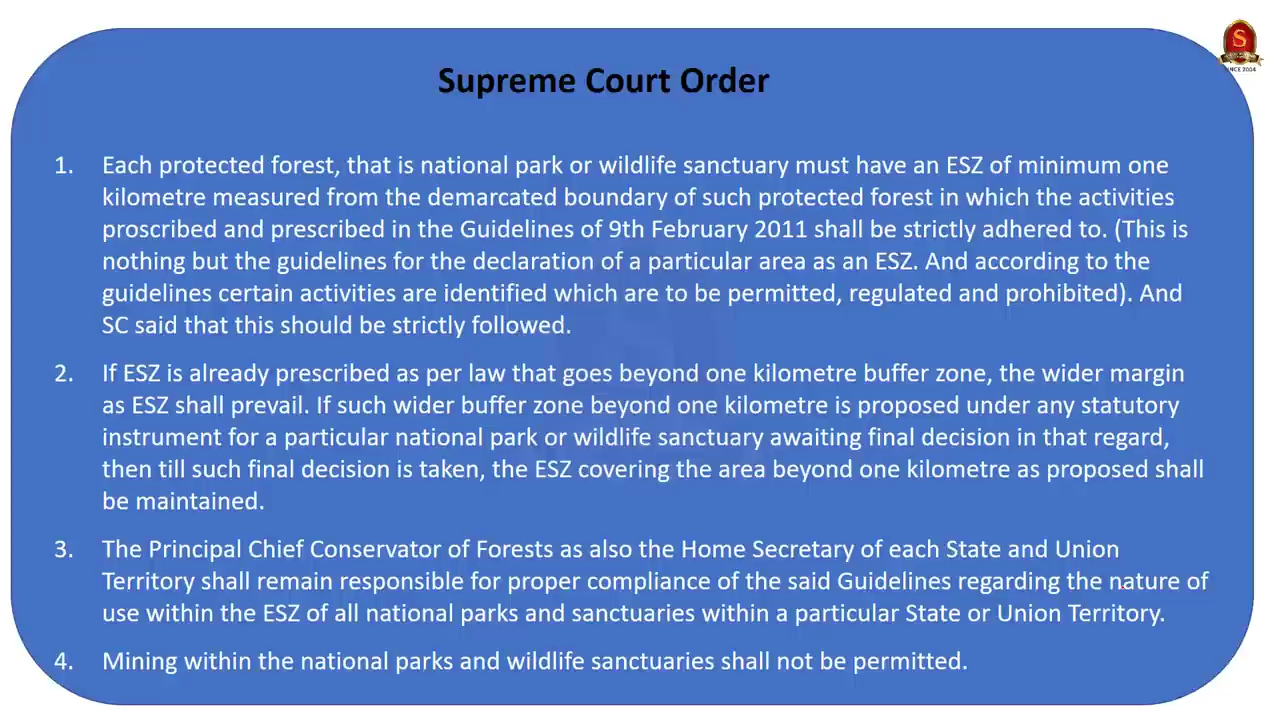 Supreme Court Order
S
SINCE 2004
1. Each protected forest, that is national park or wildlife sanctuary must have an ESZ of minimum one
kilometre measured from the demarcated boundary of such protected forest in which the activities
proscribed and prescribed in the Guidelines of 9th February 2011 shall be strictly adhered to. (This is
nothing but the guidelines for the declaration of a particular area as an ESZ. And according to the
guidelines certain activities are identified which are to be permitted, regulated and prohibited). And
SC said that this should be strictly followed.
2. If ESZ is already prescribed as per law that goes beyond one kilometre buffer zone, the wider margin
as ESZ shall prevail. If such wider buffer zone beyond one kilometre is proposed under any statutory
instrument for a particular national park or wildlife sanctuary awaiting final decision in that regard,
then till such final decision is taken, the ESZ covering the area beyond one kilometre as proposed shall
be maintained.
3. The Principal Chief Conservator of Forests as also the Home Secretary of each State and Union
Territory shall remain responsible for proper compliance of the said Guidelines regarding the nature of
use within the ESZ of all national parks and sanctuaries within a particular State or Union Territory.
4. Mining within the national parks and wildlife sanctuaries shall not be permitted.